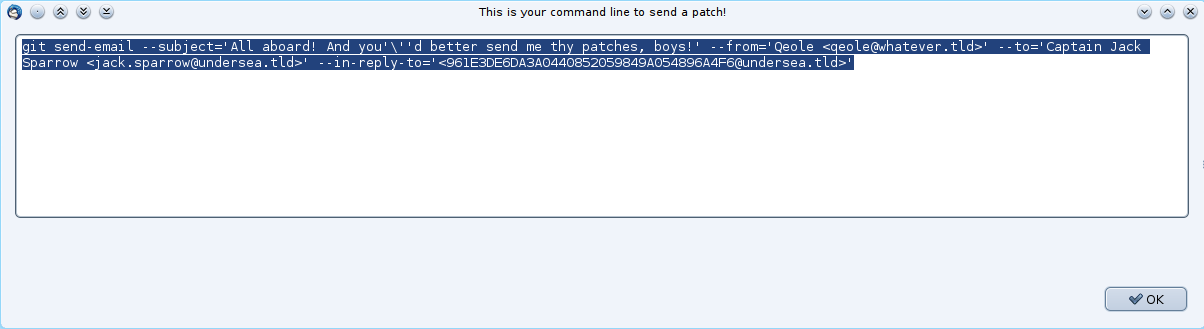 This is your command line to send a patch!
git send-email --subject='All aboard! And you'\''d better send me thy patches, boys!' --from='Qeole <qeole@whatever.tld>' --to='Captain Jack
Sparrow <jack.sparrow@undersea.tld>' --in-reply-to='<961E3DE6DA3A0440852059849A054896A4F6@undersea.tld>'
OK